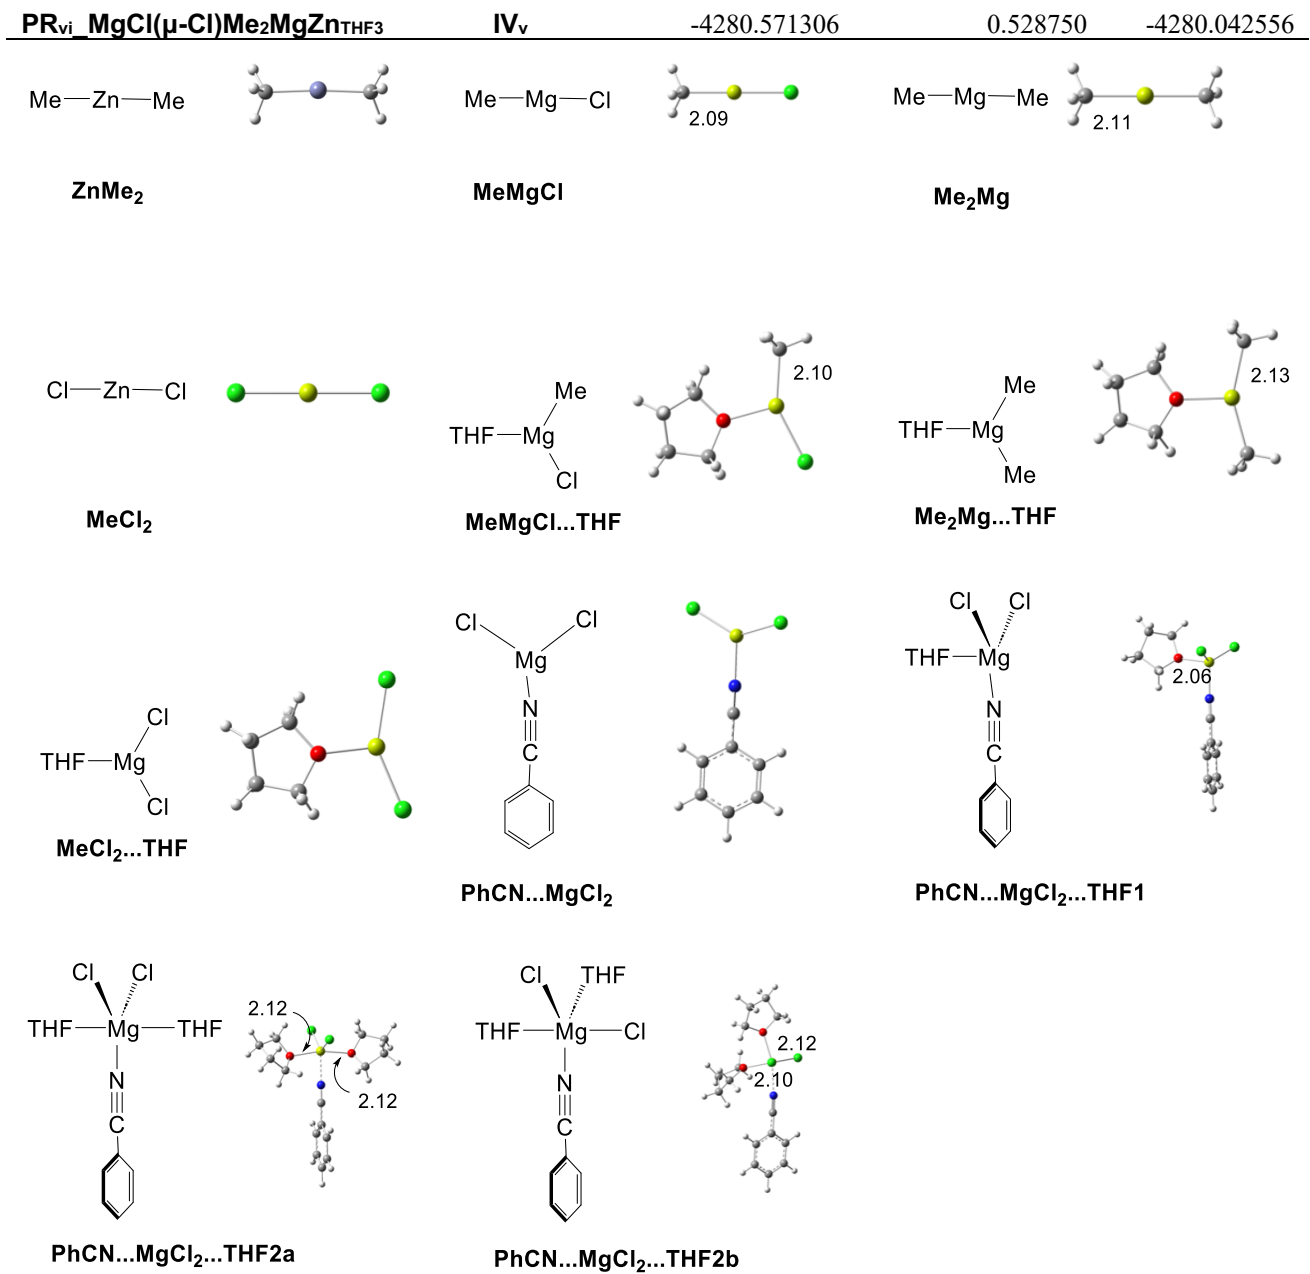 PRvi_MgCl(μ-Cl)Me2MgZnTHF3 IVv -4280.571306 0.528750 -4280.042556
Me Zn Me
Me Mg Cl
2.09
Me Mg Me
2.11
ZnMe2
MeMgCl
Me2Mg
Cl Zn Cl
Me
THF Mg
Cl
2.10
Me
THF Mg
Me
2.13
MeCl2
MeMgCl...THF
Me2Mg...THF
Cl
THF Mg
Cl
MeCl2...THF
Cl Cl
Mg
N
C
PhCN...MgCl2
Cl Cl
THF Mg
N
C
2.06
PhCN...MgCl2...THF1
Cl Cl
THF Mg THF
N
C
2.12
2.12
PhCN...MgCl2...THF2a
Cl THF
THF Mg Cl
N
C
2.12
2.10
PhCN...MgCl2...THF2b